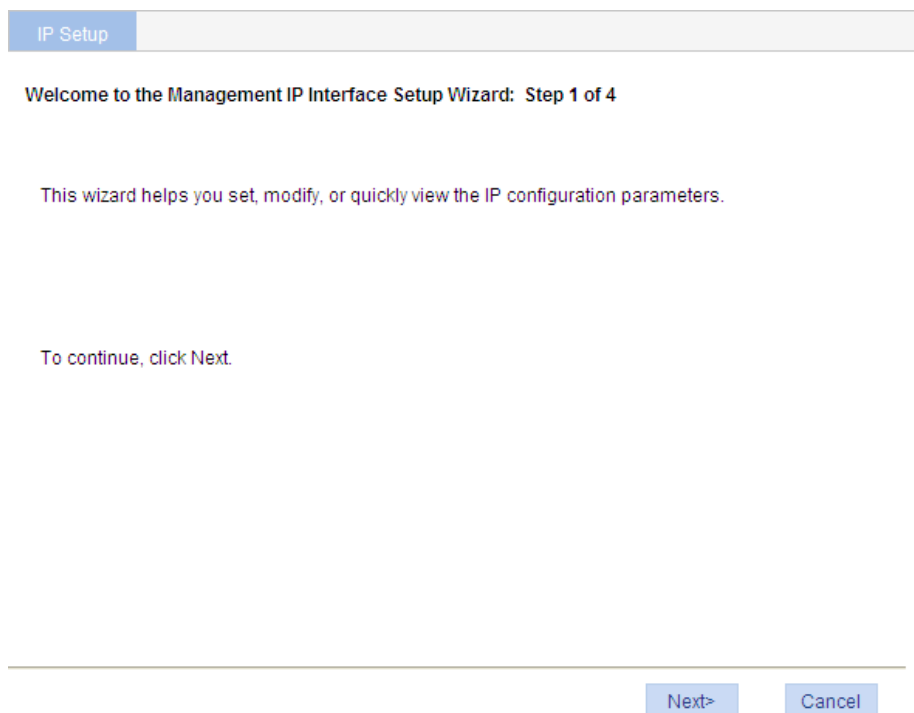 IP Setup
Welcome to the Management IP Interface Setup Wizard: Step 1 of 4
This wizard helps you set, modify, or quickly view the IP configuration parameters.
To continue, click Next.
Next> Cancel